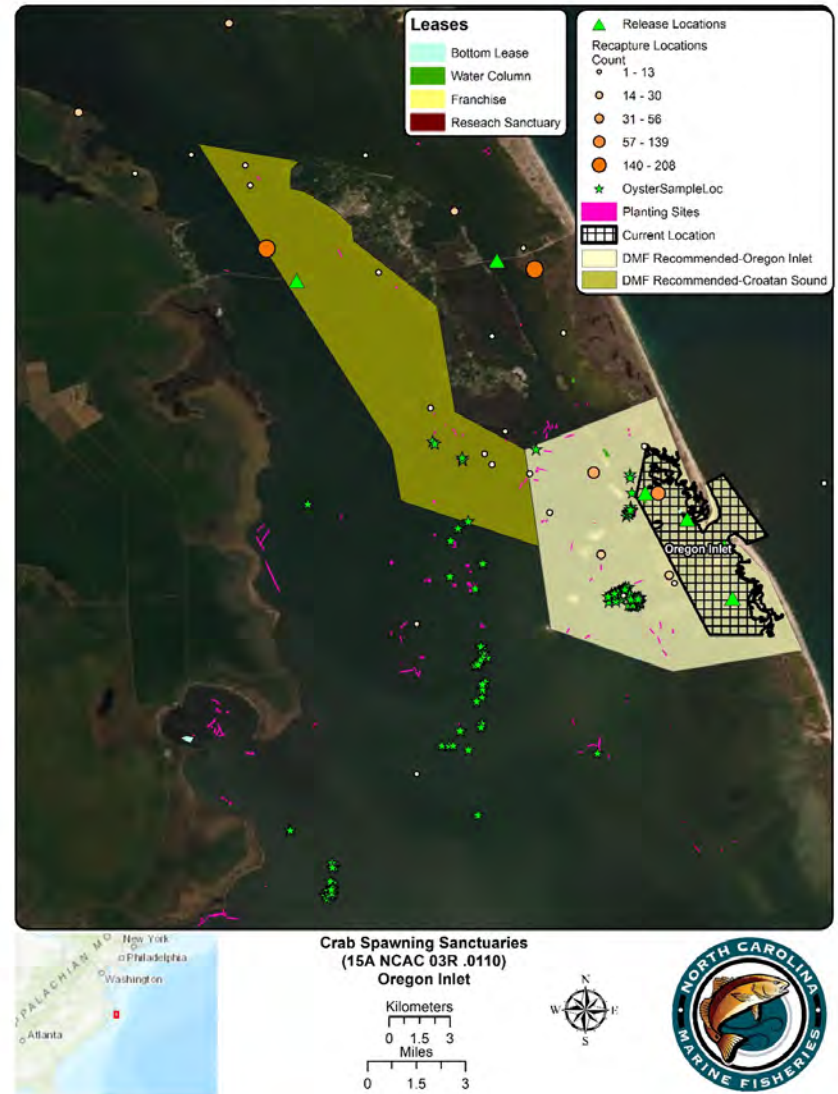 Leases
Bottom Lease
Water Column
Franchise
Reseach Sanctuary
Release Locations
Recapture Locations
Count
1 - 13
14 - 30
31 - 56
57 - 139
140 - 208
OysterSampleLoc
Planting Sites
Current Location
DMF Recommended-Oregon Inlet
DMF Recommended-Croatan Sound
Oregon Inlet
Crab Spawning Sanctuaries
(15A NCAC 03R .0110)
Oregon Inlet
Kilometers
0 1.5 3
Miles
0 1.5 3
N
W E
S
New York
Philadelphia
Washington
PALACHIAN MO
Atlanta
NORTH CAROLINA
MARINE FISHERIES